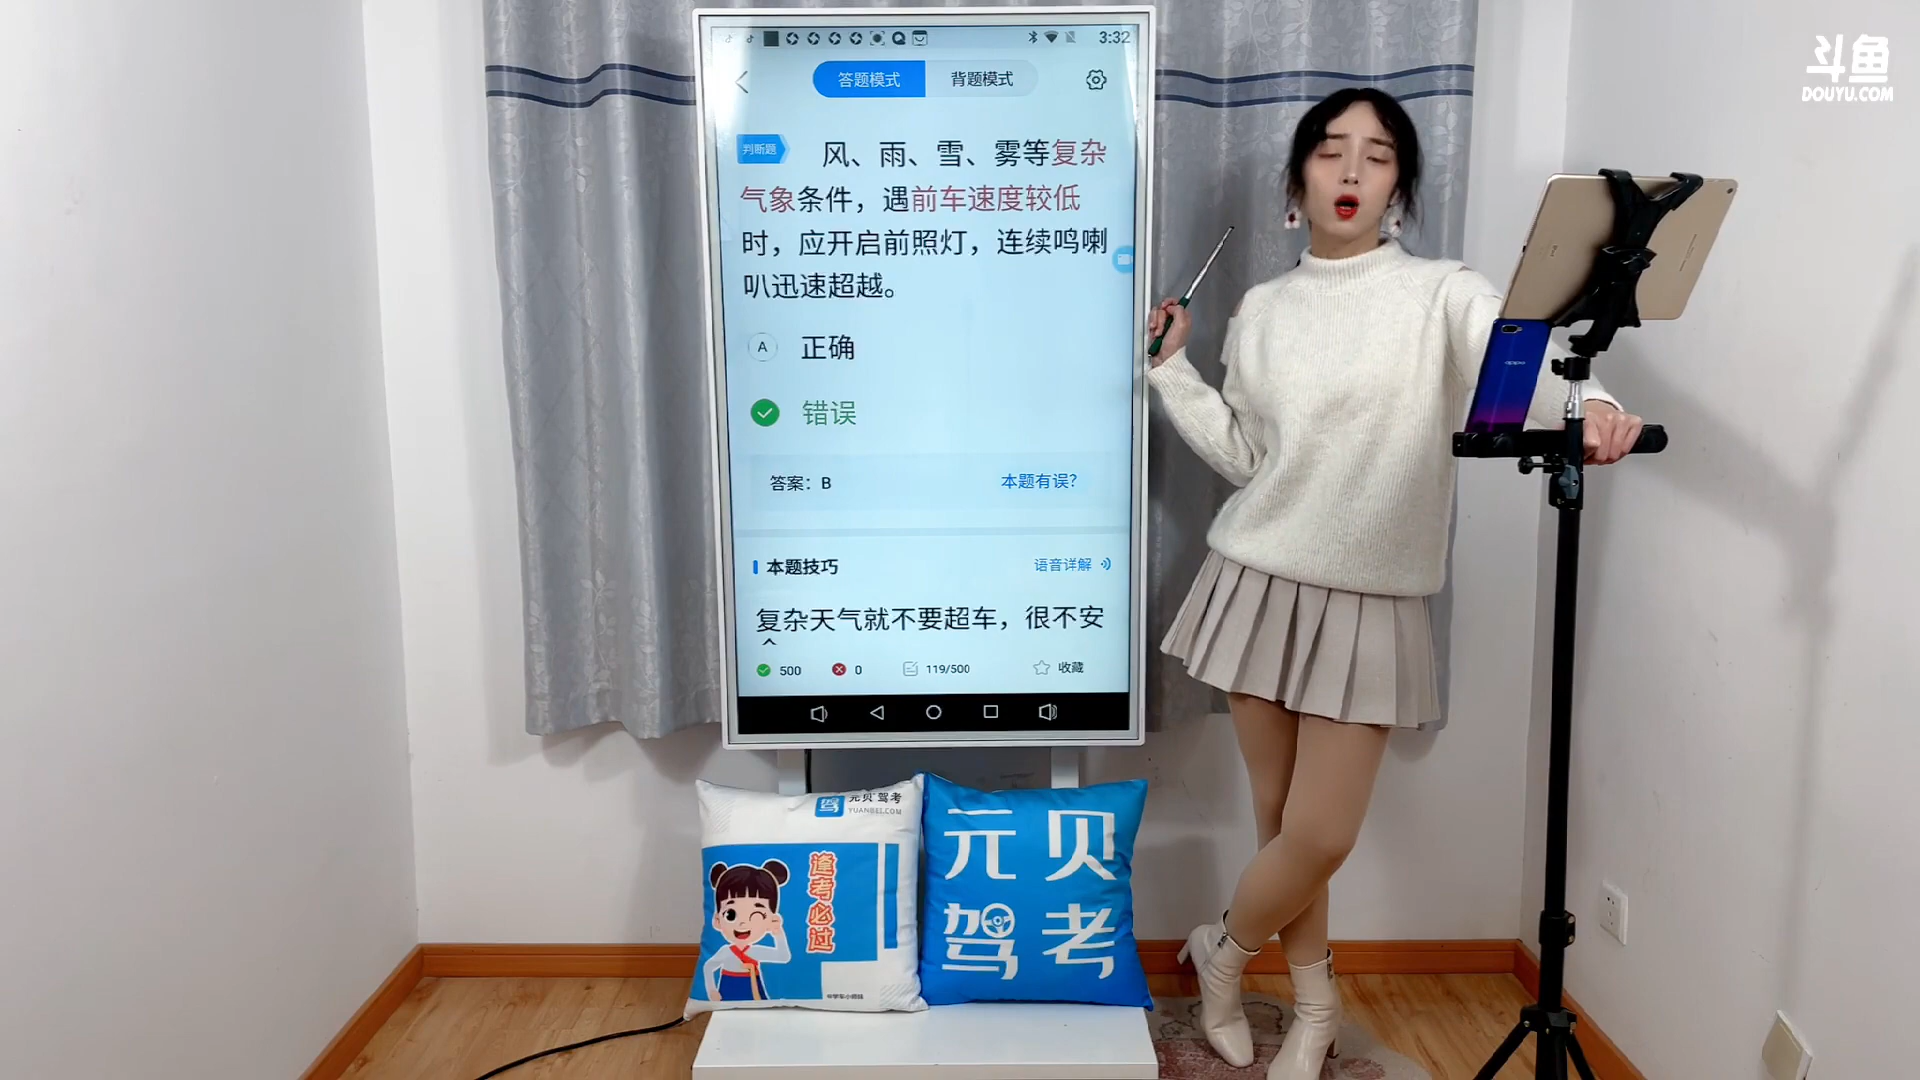 斗鱼
DOUYU.COM
3:32
答题模式 背题模式
判断题 风、雨、雪、雾等复杂
气象条件，遇前车速度较低
时，应开启前照灯，连续鸣喇
叭迅速超越。
A 正确
错误
答案：B 本题有误？
本题技巧 语音详解
复杂天气就不要超车，很不安
500 0 119/500 收藏
oppo
驾 元贝驾考
YUANBEI.COM
逢考必过
元贝
驾考